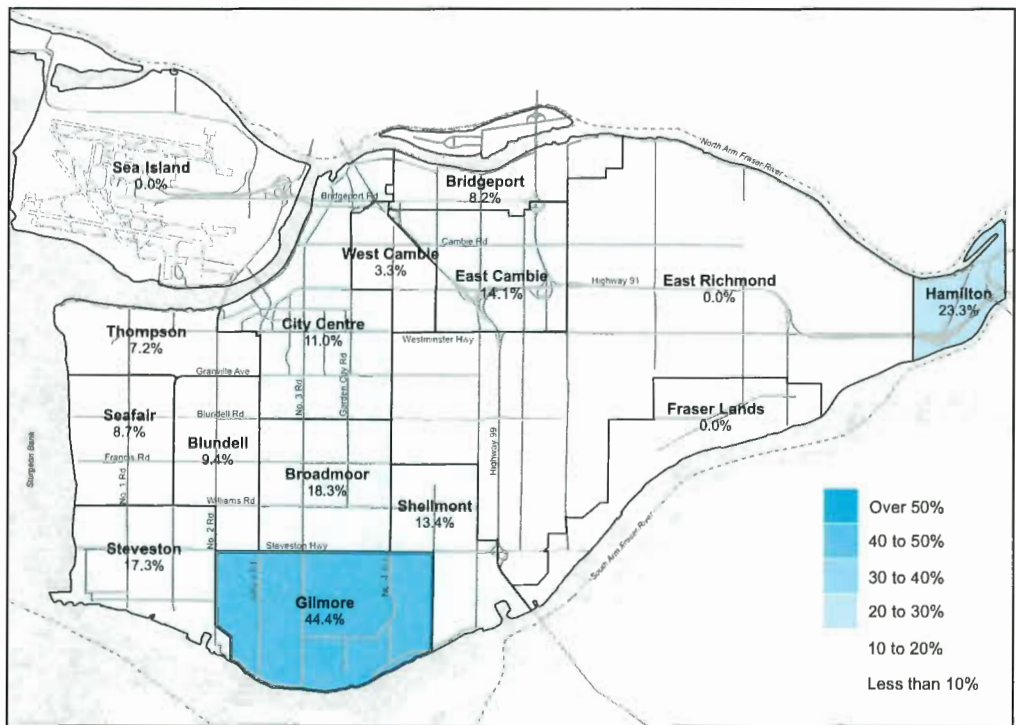 North Arm Fraser River
Sea Island
0.0%
Bridgeport
8.2%
Bridgeport Rd
Cambie Rd
West Cambie
3.3%
East Cambie
14.1%
Highway 91
East Richmond
0.0%
Hamilton
23.3%
Thompson
7.2%
City Centre
11.0%
Westminster Hwy
Granville Ave
No. 3 Rd
Garden City Rd
Seafair
8.7%
Blundell Rd
Fraser Lands
0.0%
Blundell
9.4%
Francis Rd
Highway 99
Sturgeon Bank
No. 1 Rd
Broadmoor
18.3%
Williams Rd
Shellmont
13.4%
No. 2 Rd
Steveston
17.3%
Steveston Hwy
South Arm Fraser River
Gilmore
44.4%
Over 50%
40 to 50%
30 to 40%
20 to 30%
10 to 20%
Less than 10%